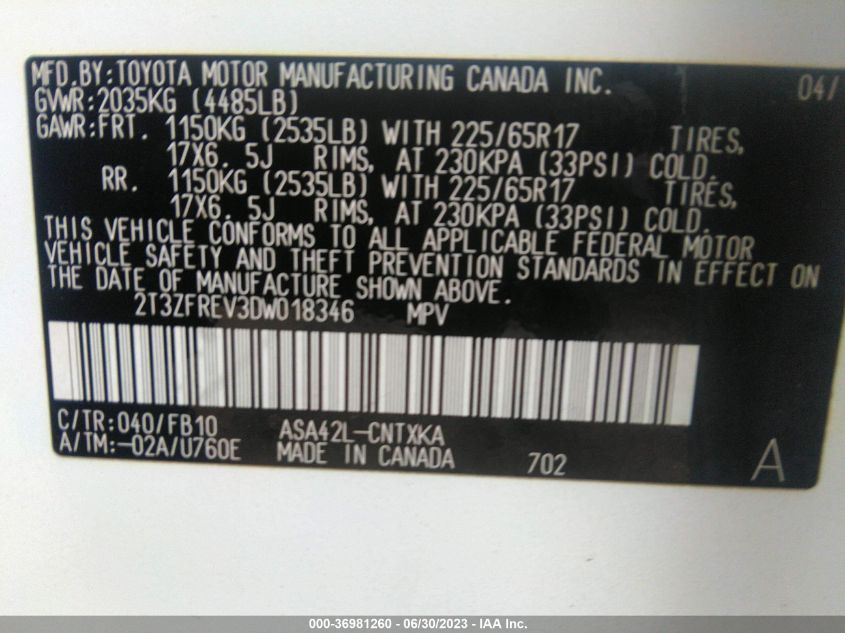 MFD.BY:TOYOTA MOTOR MANUFACTURING CANADA INC. 04/
GVWR:2035KG (4485LB)
GAWR:FRT. 1150KG (2535LB) WITH 225/65R17 TIRES,
17X6. 5J RIMS, AT 230KPA (33PSI) COLD.
RR. 1150KG (2535LB) WITH 225/65R17 TIRES,
17X6. 5J RIMS, AT 230KPA (33PSI) COLD.
THIS VEHICLE CONFORMS TO ALL APPLICABLE FEDERAL MOTOR
VEHICLE SAFETY AND THEFT PREVENTION STANDARDS IN EFFECT ON
THE DATE OF MANUFACTURE SHOWN ABOVE.
2T3ZFREV3DW018346 MPV
C/TR:040/FB10 ASA42L-CNTXKA
A/TM:-02A/U760E MADE IN CANADA 702 A
000-36981260 - 06/30/2023 - IAA Inc.